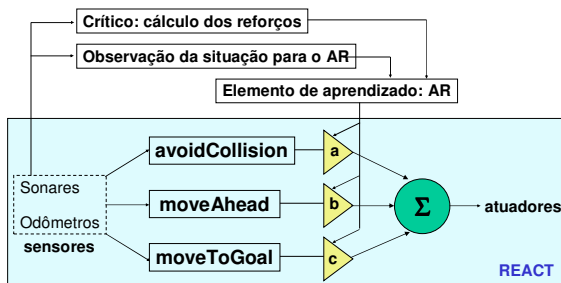 Crítico: cálculo dos reforços
Observação da situação para o AR
Elemento de aprendizado: AR
avoidCollision
a
Sonares
Odômetros
sensores
moveAhead
b
Σ
atuadores
moveToGoal
c
REACT